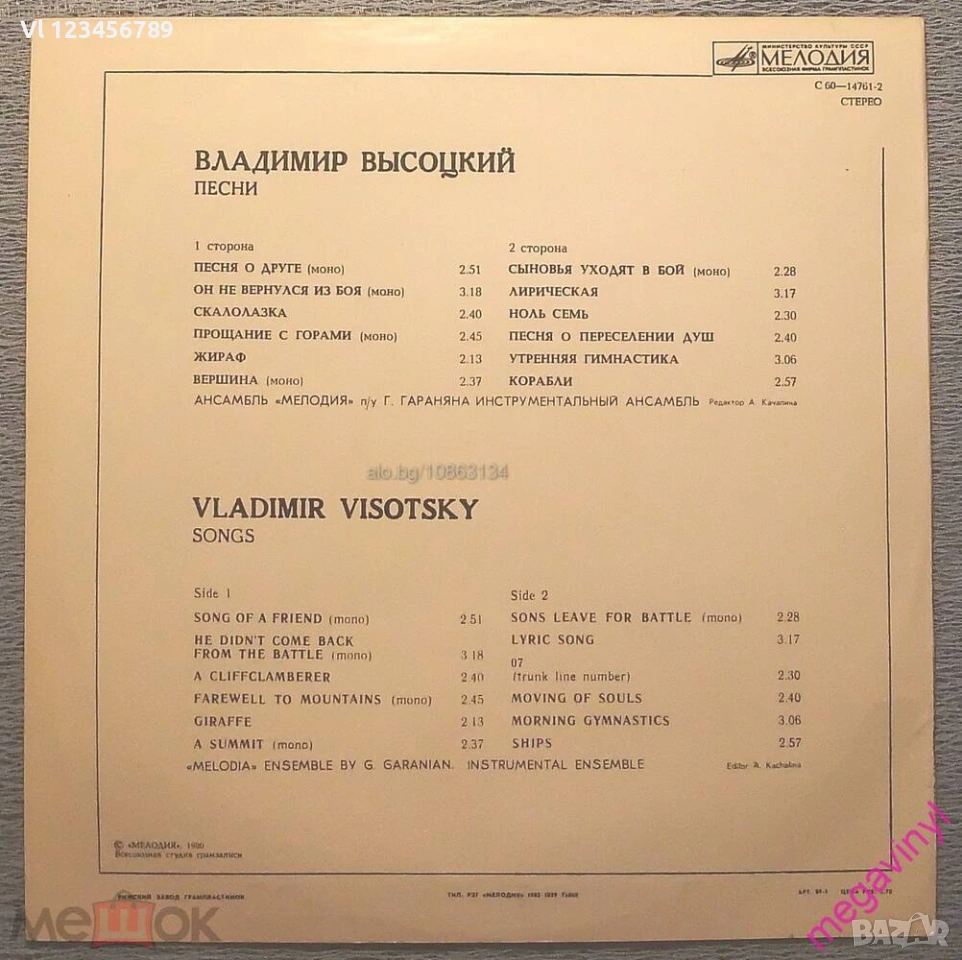 Vl 123456789
МИНИСТЕРСТВО КУЛЬТУРЫ СССР
МЕЛОДИЯ
ВСЕСОЮЗНАЯ ФИРМА ГРАМПЛАСТИНОК
С 60—14761-2
СТЕРЕО
ВЛАДИМИР ВЫСОЦКИЙ
ПЕСНИ
1 сторона
ПЕСНЯ О ДРУГЕ (моно) 2.51
ОН НЕ ВЕРНУЛСЯ ИЗ БОЯ (моно) 3.18
СКАЛОЛАЗКА 2.40
ПРОЩАНИЕ С ГОРАМИ (моно) 2.45
ЖИРАФ 2.13
ВЕРШИНА (моно) 2.37
2 сторона
СЫНОВЬЯ УХОДЯТ В БОЙ (моно) 2.28
ЛИРИЧЕСКАЯ 3.17
НОЛЬ СЕМЬ 2.30
ПЕСНЯ О ПЕРЕСЕЛЕНИИ ДУШ 2.40
УТРЕННЯЯ ГИМНАСТИКА 3.06
КОРАБЛИ 2.57
АНСАМБЛЬ «МЕЛОДИЯ» п/у Г. ГАРАНЯНА ИНСТРУМЕНТАЛЬНЫЙ АНСАМБЛЬ Редактор А. Качалина
alo.bg/10863134
VLADIMIR VISOTSKY
SONGS
Side 1
SONG OF A FRIEND (mono) 2.51
HE DIDN'T COME BACK
FROM THE BATTLE (mono) 3 18
A CLIFFCLAMBERER 2 40
FAREWELL TO MOUNTAINS (mono) 2.45
GIRAFFE 2 13
A SUMMIT (mono) 2.37
Side 2
SONS LEAVE FOR BATTLE (mono) 2.28
LYRIC SONG 3.17
07
(trunk line number) 2.30
MOVING OF SOULS 2.40
MORNING GYMNASTICS 3.06
SHIPS 2.57
«MELODIA» ENSEMBLE BY G. GARANIAN. INSTRUMENTAL ENSEMBLE Editor A. Kachalina
© «МЕЛОДИЯ», 1980
Всесоюзная студия грамзаписи
РИЖСКИЙ ЗАВОД ГРАМПЛАСТИНОК
ТИП. РЗГ «МЕЛОДИЯ»
АРТ. ЦЕНА
мешок
megavinyl
BAZAR